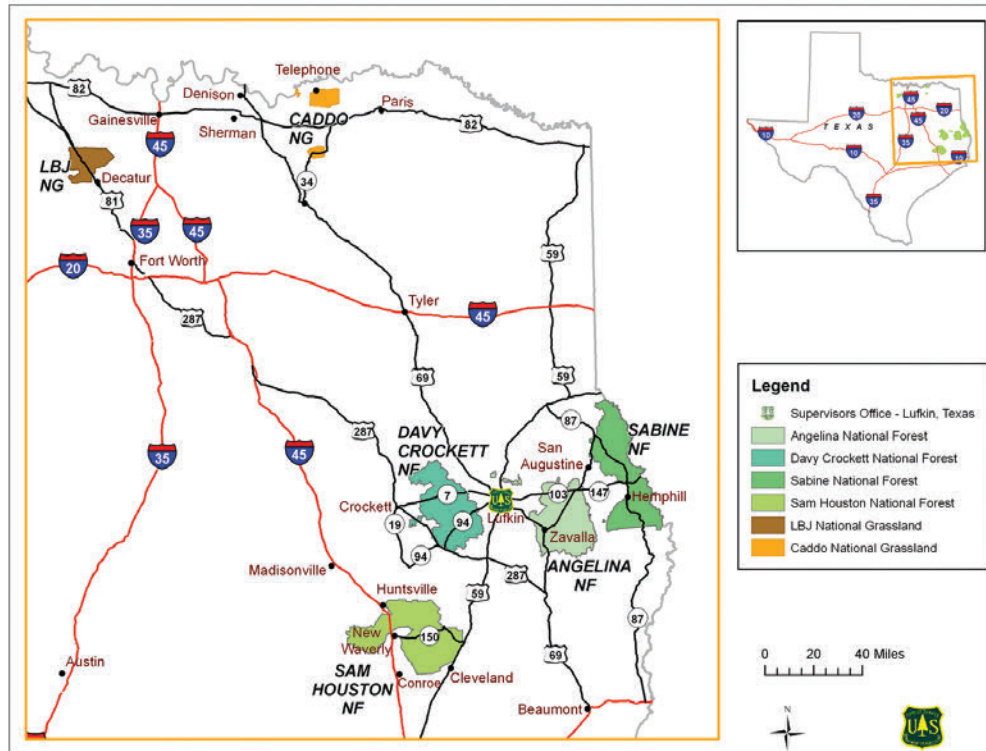 Telephone
Denison
82
Gainesville
Sherman
CADDO
NG
Paris
82
45
LBJ
NG
Decatur
81
34
35
45
59
20
Fort Worth
287
Tyler
45
69
59
287
87
DAVY
CROCKETT
NF
SABINE
NF
San
Augustine
35
45
Crockett
7
US
Lufkin
103
147
Hemphill
19
94
94
Zavalla
ANGELINA
NF
Madisonville
287
59
Huntsville
New
Waverly
150
87
Austin
SAM
HOUSTON
NF
Conroe
Cleveland
69
Beaumont
45
20
20
45
TEXAS
10
35
10
10
35
Legend
Supervisors Office - Lufkin, Texas
Angelina National Forest
Davy Crockett National Forest
Sabine National Forest
Sam Houston National Forest
LBJ National Grassland
Caddo National Grassland
0 20 40 Miles
N
US